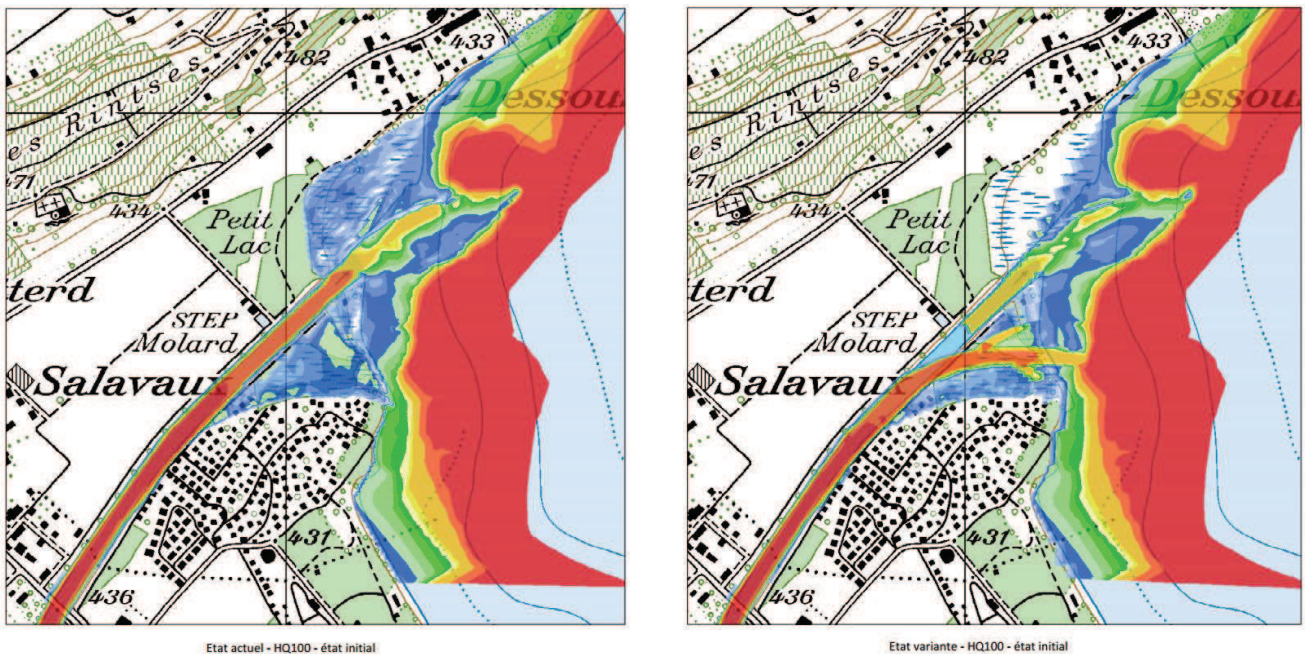 482
433
Dessou
es Rintses
471
434
Petit
Lac
terd
STEP
Molard
Salavaux
431
436
Etat actuel - HQ100 - état initial
482
433
Dessou
es Rintses
471
434
Petit
Lac
terd
STEP
Molard
Salavaux
431
436
Etat variante - HQ100 - état initial